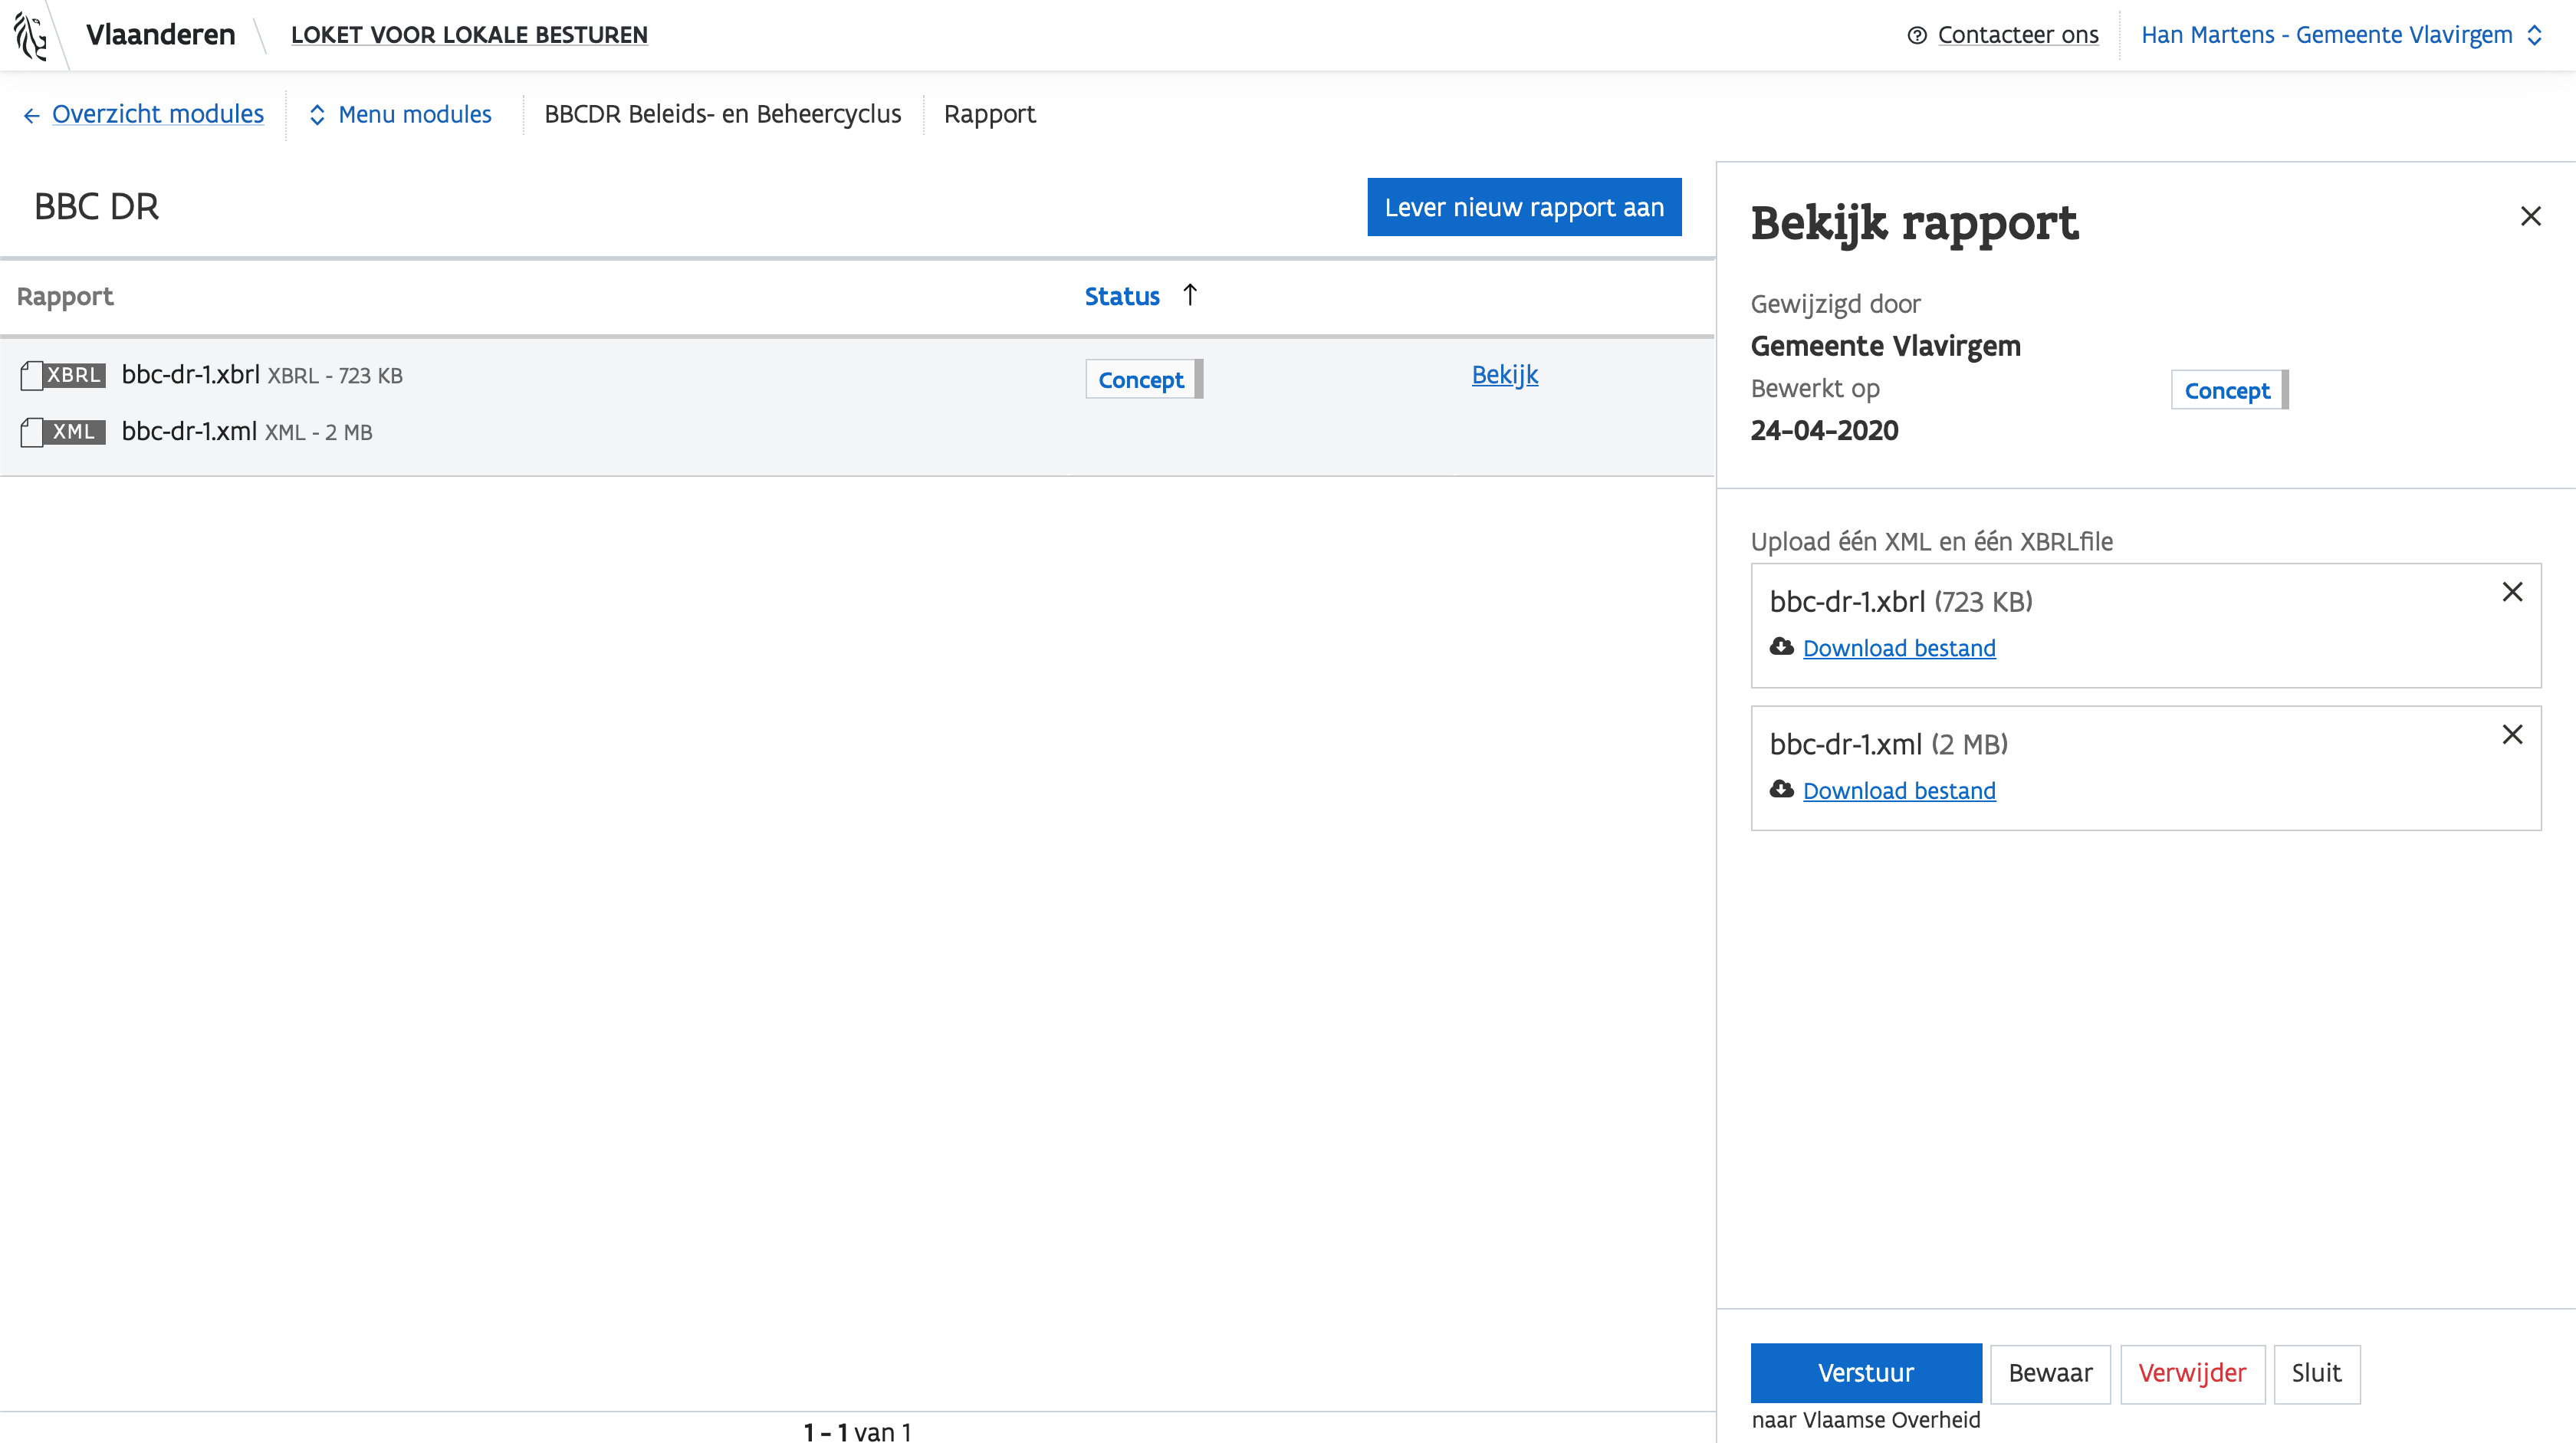 Vlaanderen LOKET VOOR LOKALE BESTUREN Contacteer ons Han Martens - Gemeente Vlavirgem
← Overzicht modules Menu modules BBCDR Beleids- en Beheercyclus Rapport
BBC DR Lever nieuw rapport aan
Rapport Status ↑
XBRL bbc-dr-1.xbrl XBRL - 723 KB Concept Bekijk
XML bbc-dr-1.xml XML - 2 MB
1 - 1 van 1
Bekijk rapport
Gewijzigd door
Gemeente Vlavirgem
Bewerkt op
24-04-2020
Concept
Upload één XML en één XBRLfile
bbc-dr-1.xbrl (723 KB)
Download bestand
bbc-dr-1.xml (2 MB)
Download bestand
Verstuur Bewaar Verwijder Sluit
naar Vlaamse Overheid